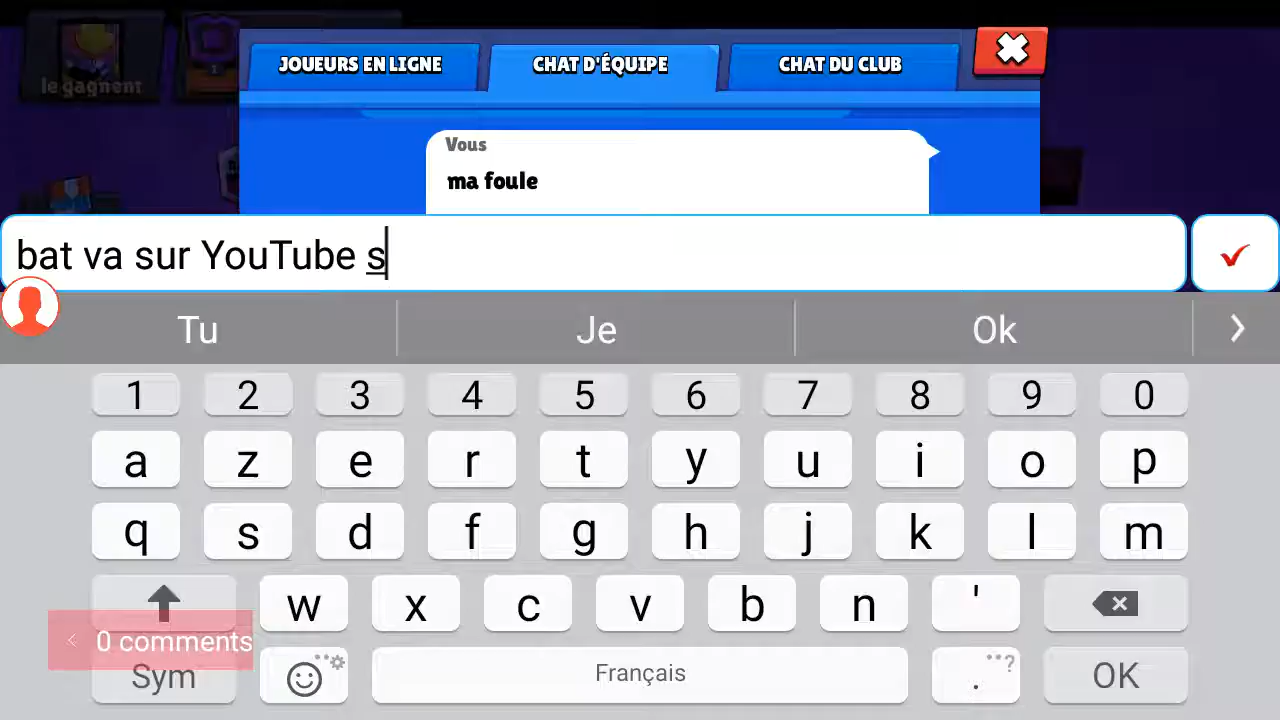 le gagnent
JOUEURS EN LIGNE
CHAT D'ÉQUIPE
CHAT DU CLUB
Vous
ma foule
bat va sur YouTube s
Tu
Je
Ok
1 2 3 4 5 6 7 8 9 0
a z e r t y u i o p
q s d f g h j k l m
w x c v b n '
0 comments
Sym
Français
. ...?
OK